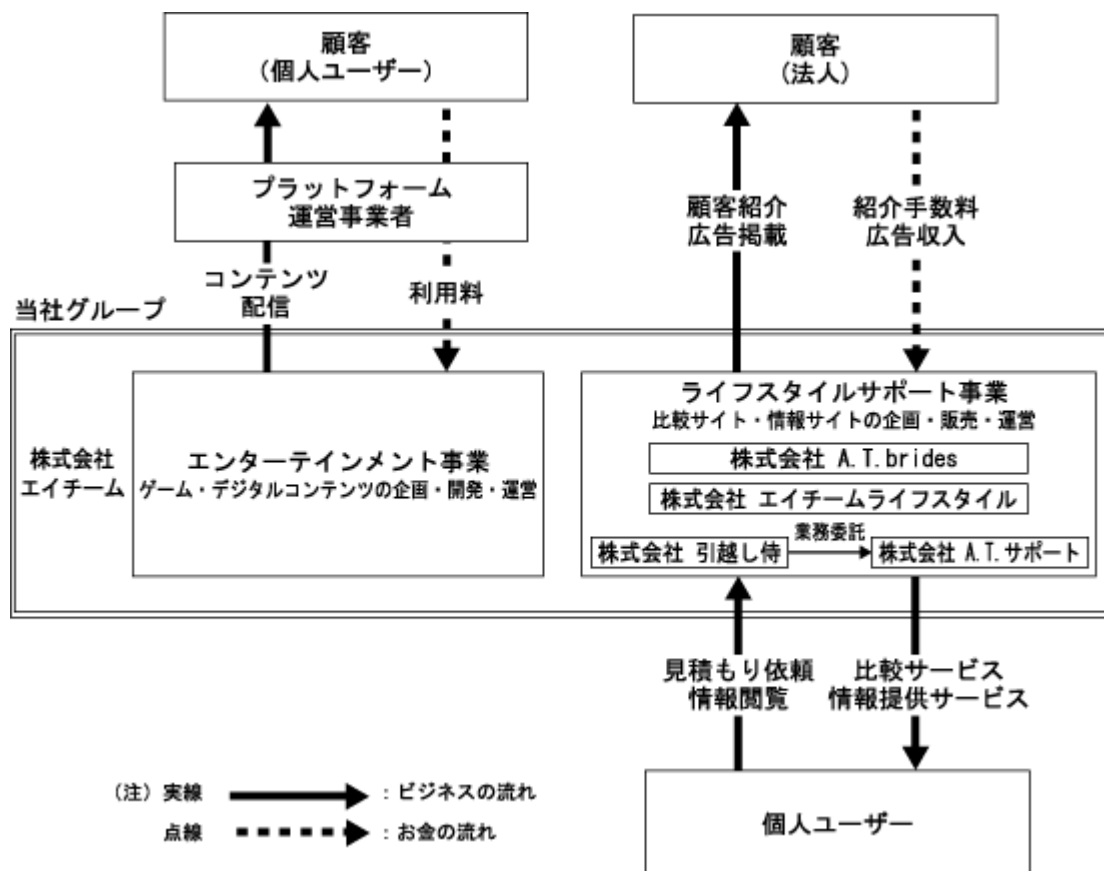 顧客
(個人ユーザー)
顧客
(法人)
プラットフォーム
運営事業者
顧客紹介
広告掲載
紹介手数料
広告収入
コンテンツ
配信
利用料
当社グループ
株式会社
エイチーム
エンターテインメント事業
ゲーム・デジタルコンテンツの企画・開発・運営
ライフスタイルサポート事業
比較サイト・情報サイトの企画・販売・運営
株式会社 A.T.brides
株式会社 エイチームライフスタイル
株式会社 引越し侍
業務委託
株式会社 A.T.サポート
見積もり依頼
情報閲覧
比較サービス
情報提供サービス
(注) 実線 :ビジネスの流れ
点線 :お金の流れ
個人ユーザー